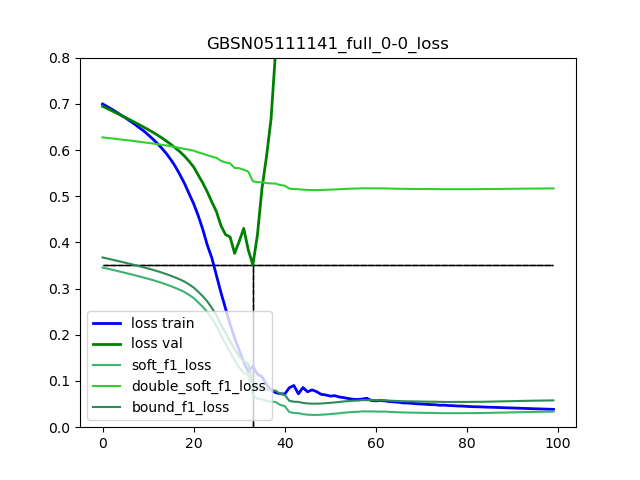 GBSN05111141_full_0-0_loss
0.8
0.7
0.6
0.5
0.4
0.3
0.2
0.1
0.0
loss train
loss val
soft_f1_loss
double_soft_f1_loss
bound_f1_loss
0 20 40 60 80 100